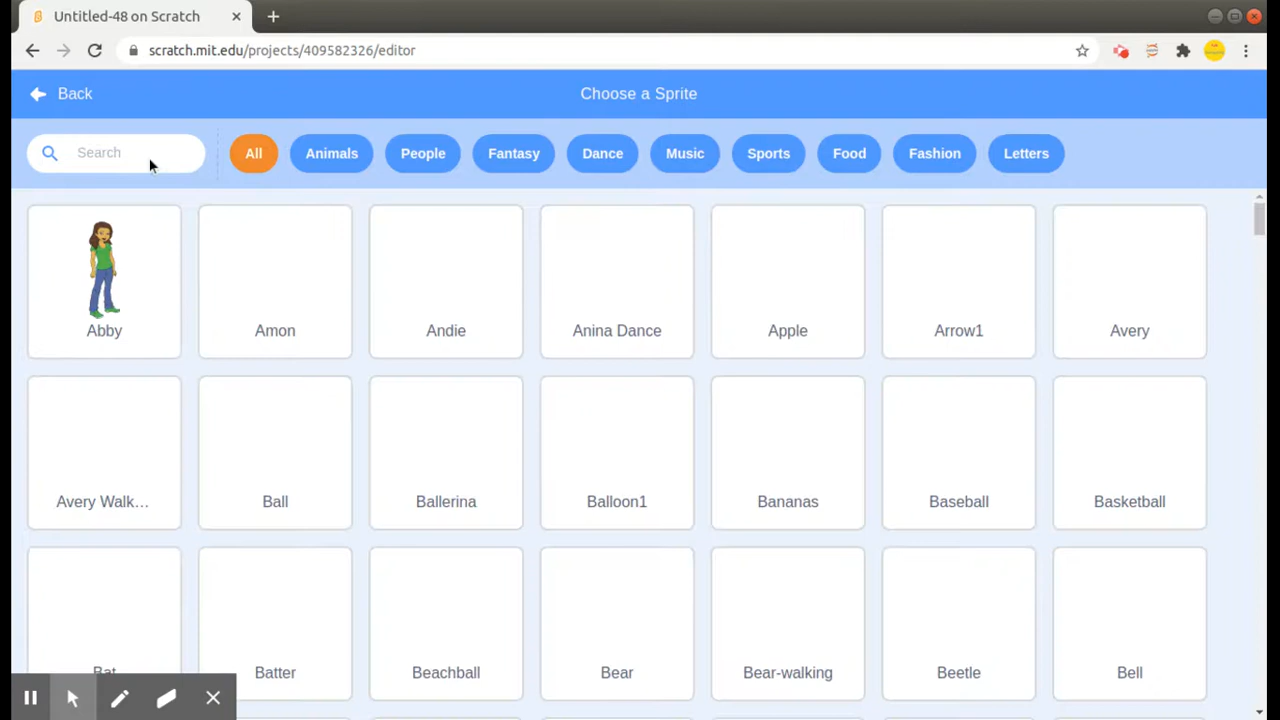 Untitled-48 on Scratch
scratch.mit.edu/projects/409582326/editor
Back
Choose a Sprite
Search
All
Animals
People
Fantasy
Dance
Music
Sports
Food
Fashion
Letters
Abby
Amon
Andie
Anina Dance
Apple
Arrow1
Avery
Avery Walk...
Ball
Ballerina
Balloon1
Bananas
Baseball
Basketball
Bat
Batter
Beachball
Bear
Bear-walking
Beetle
Bell